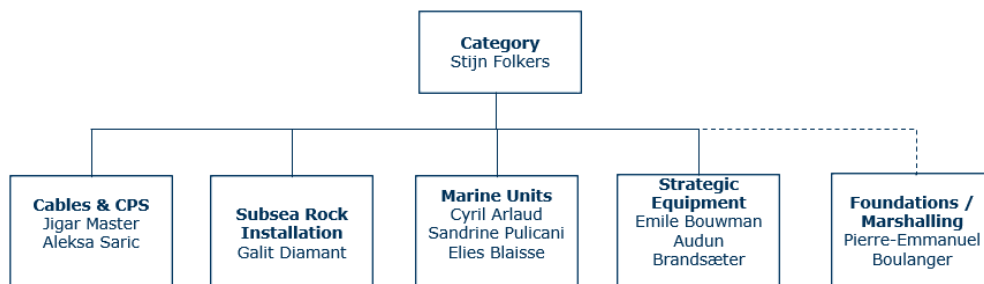 Category
Stijn Folkers
Cables & CPS
Jigar Master
Aleksa Saric
Subsea Rock
Installation
Galit Diamant
Marine Units
Cyril Arlaud
Sandrine Pulicani
Elies Blaisse
Strategic
Equipment
Emile Bouwman
Audun
Brandsæter
Foundations /
Marshalling
Pierre-Emmanuel
Boulanger